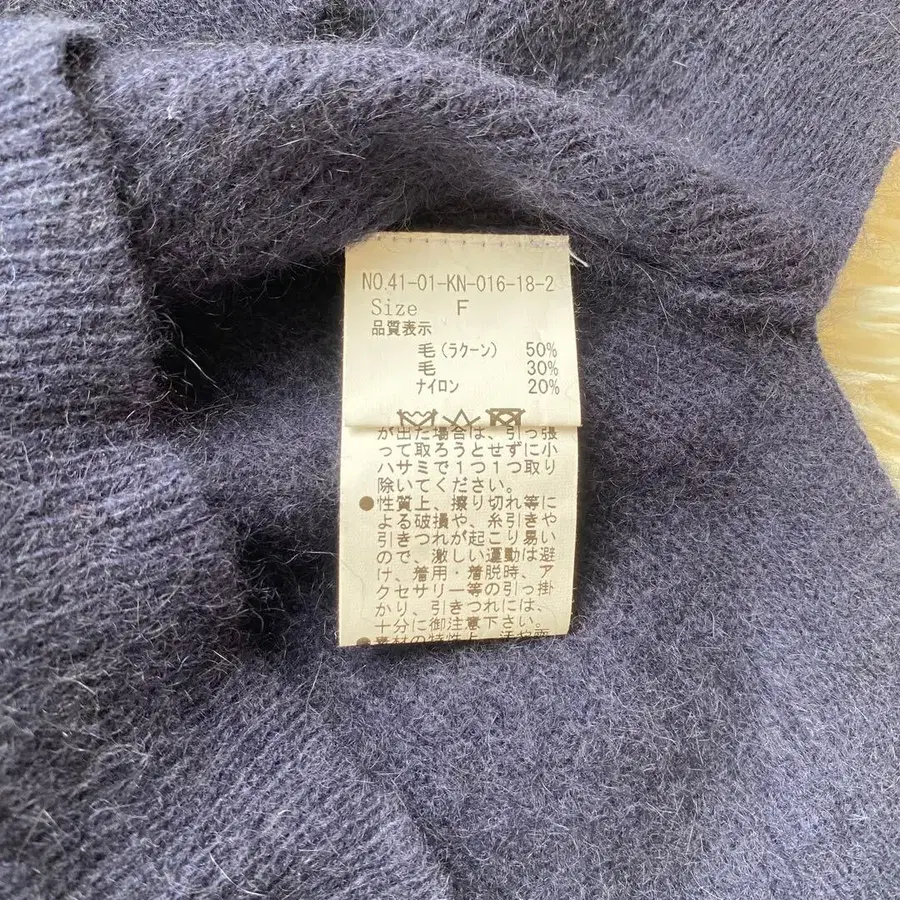 NO.41-01-KN-016-18-2
Size F
品質表示
毛(ラクーン) 50%
毛 30%
ナイロン 20%
が出た場合は、引っ張
って取ろうとせずに小
ハサミで1つ1つ取り
除いてください。
●性質上、擦り切れ等に
よる破損や、糸引きや
引きつれが起こり易い
ので、激しい運動は避
け、着用・着脱時、ア
クセサリー等の引っ掛
かり、引きつれには、
十分に御注意下さい。
●素材の特性上、